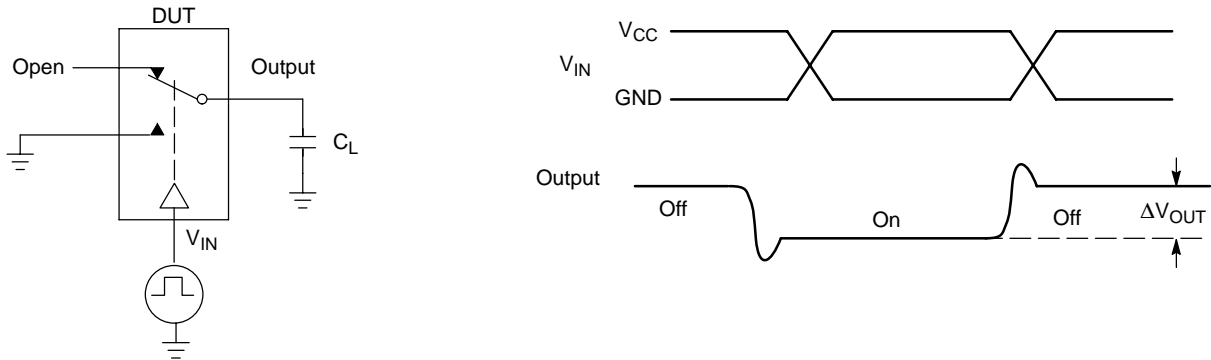 DUT
Open
Output
C_L
V_IN
V_IN
V_CC
GND
Output
Off
On
Off
ΔV_OUT